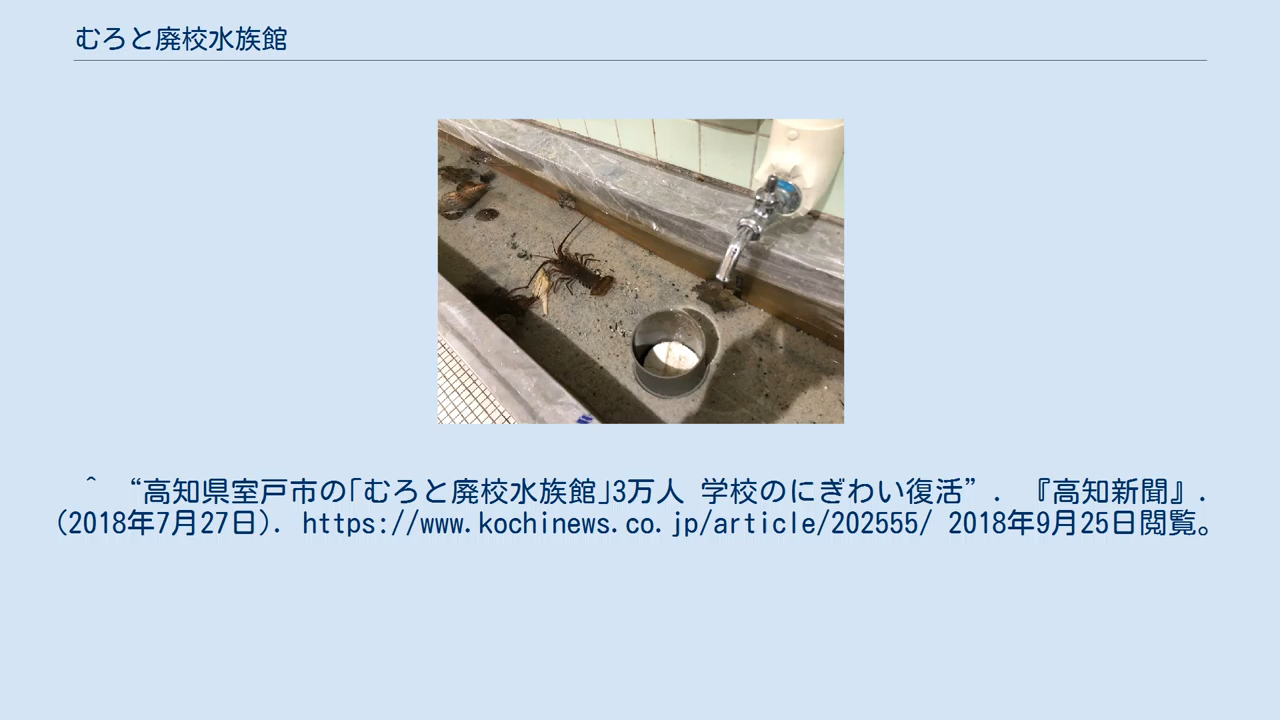 むろと廃校水族館
^ “高知県室戸市の｢むろと廃校水族館｣3万人 学校のにぎわい復活”. 『高知新聞』.
(2018年7月27日). https://www.kochinews.co.jp/article/202555/ 2018年9月25日閲覧。